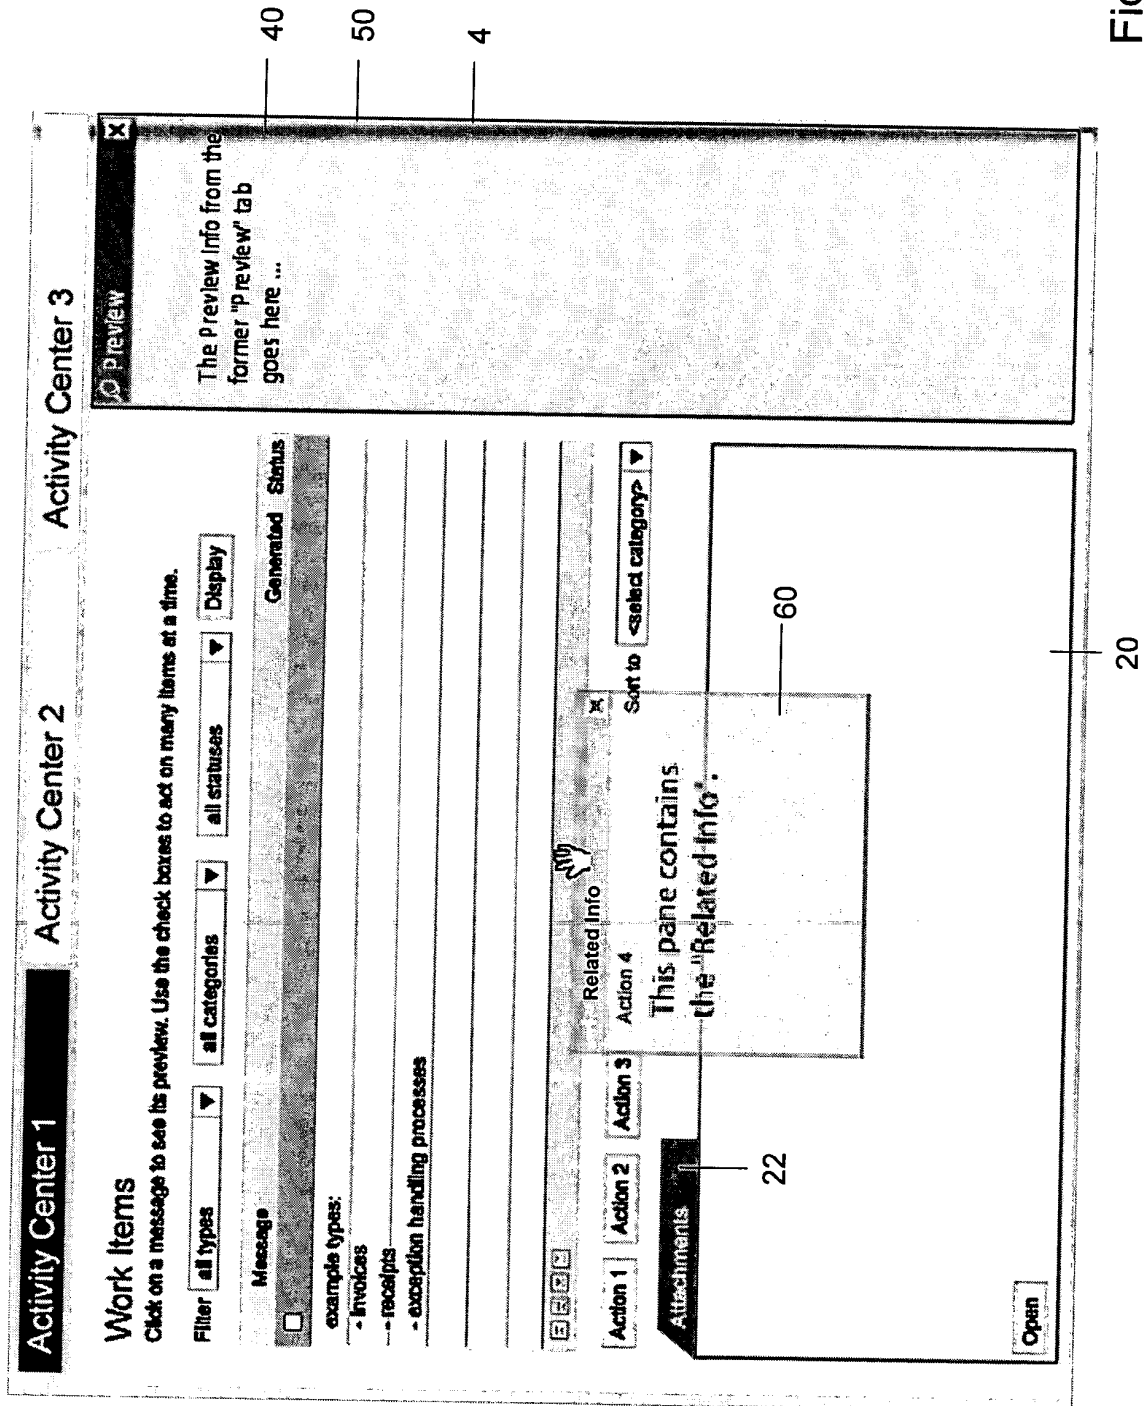 Activity Center 1 Activity Center 2 Activity Center 3
Work Items
Click on a message to see its preview. Use the check boxes to act on many items at a time.
Filter all types all categories all statuses Display
Message Generated Status
example types:
- invoices
- receipts
- exception handling processes
Related Info
Action 1 Action 2 Action 3 Action 4 Sort to <select category>
This pane contains
the "Related Info".
Attachments
Open
Preview
The Preview Info from the
former "Preview" tab
goes here ...
40
50
4
60
22
20